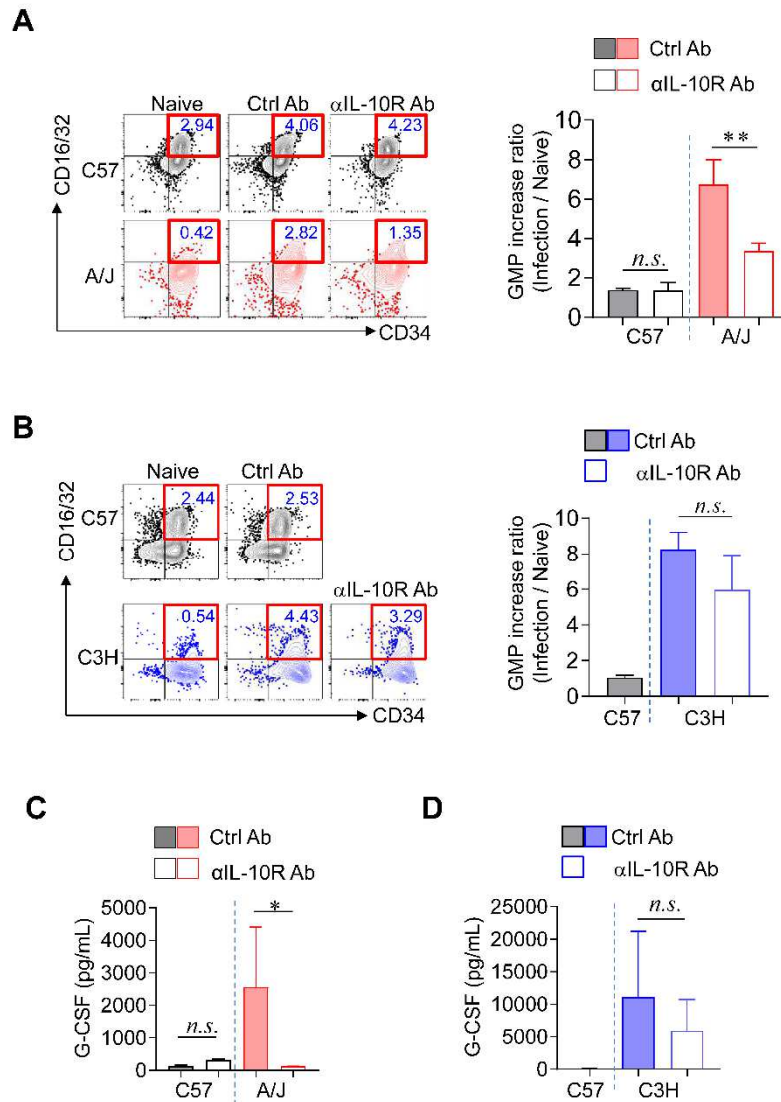 A
Naive Ctrl Ab αIL-10R Ab
CD16/32
C57
2.94 4.06 4.23
A/J
0.42 2.82 1.35
CD34
Ctrl Ab
αIL-10R Ab
GMP increase ratio
(Infection / Naive)
10
8
6
4
2
0
n.s.
**
C57 A/J
B
Naive Ctrl Ab
CD16/32
C57
2.44 2.53
αIL-10R Ab
C3H
0.54 4.43 3.29
CD34
Ctrl Ab
αIL-10R Ab
GMP increase ratio
(Infection / Naive)
10
8
6
4
2
0
n.s.
C57 C3H
C
Ctrl Ab
αIL-10R Ab
G-CSF (pg/mL)
5000
4000
3000
2000
1000
0
n.s.
*
C57 A/J
D
Ctrl Ab
αIL-10R Ab
G-CSF (pg/mL)
25000
20000
15000
10000
5000
0
n.s.
C57 C3H